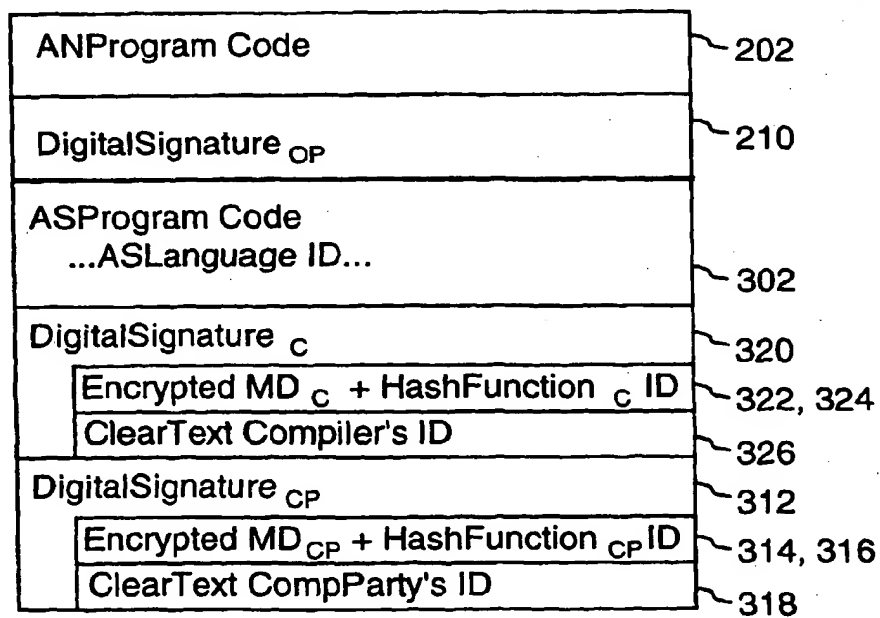 ANProgram Code 202
DigitalSignature OP 210
ASProgram Code
...ASLanguage ID... 302
DigitalSignature C 320
Encrypted MD C + HashFunction C ID 322, 324
ClearText Compiler's ID 326
DigitalSignature CP 312
Encrypted MD CP + HashFunction CP ID 314, 316
ClearText CompParty's ID 318